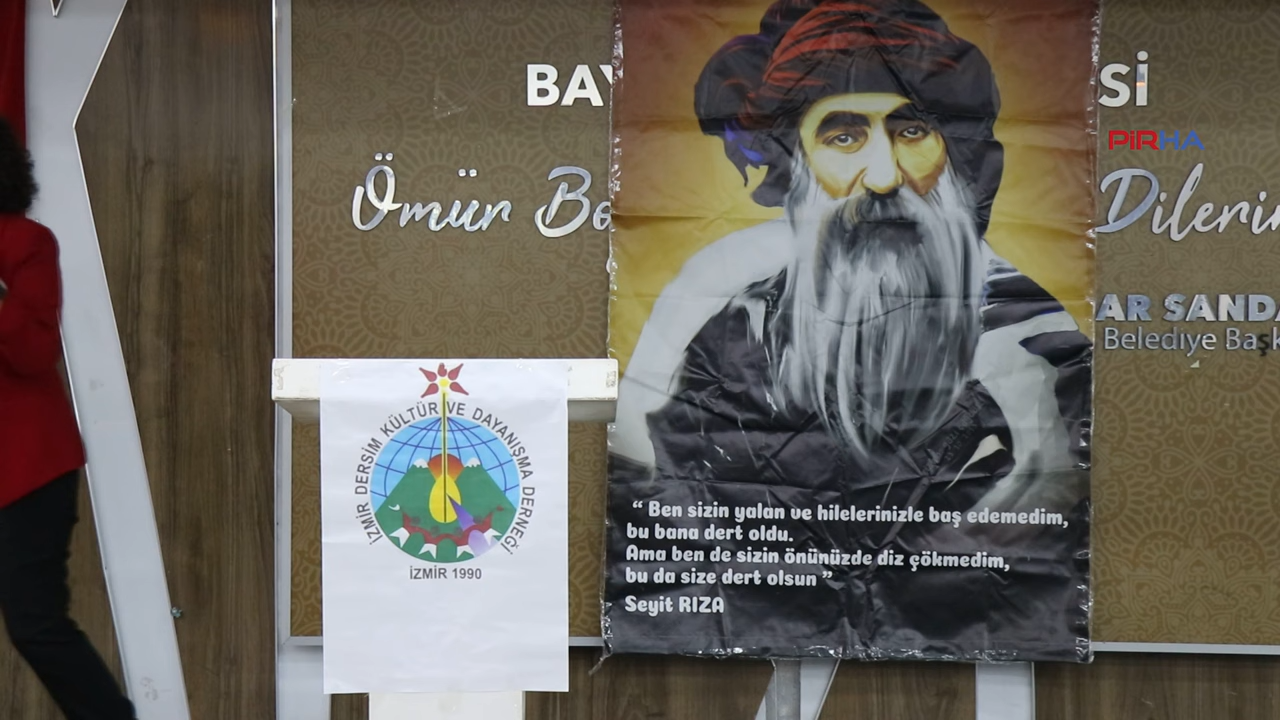 BAY
Sİ
PİRHA
Ömür Be
Dilerim
AR SANDA
Belediye Başk
İZMİR DERSİM KÜLTÜR VE DAYANIŞMA DERNEĞİ
İZMİR 1990
“ Ben sizin yalan ve hilelerinizle baş edemedim,
bu bana dert oldu.
Ama ben de sizin önünüzde diz çökmedim,
bu da size dert olsun ”
Seyit RIZA